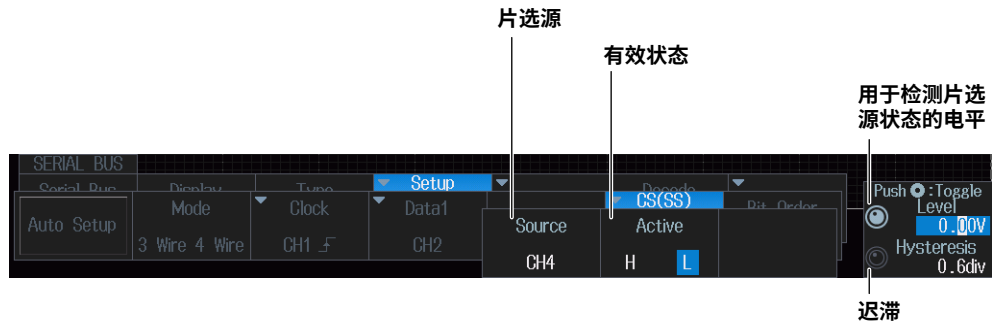 片选源
有效状态
用于检测片选
源状态的电平
SERIAL BUS
Serial Bus Display Type Setup Decode
Auto Setup Mode Clock Data1 CS(SS) Bit Order
3 Wire 4 Wire CH1 CH2
Source Active
CH4 H L
Push :Toggle
Level
0.00V
Hysteresis
0.6div
迟滞